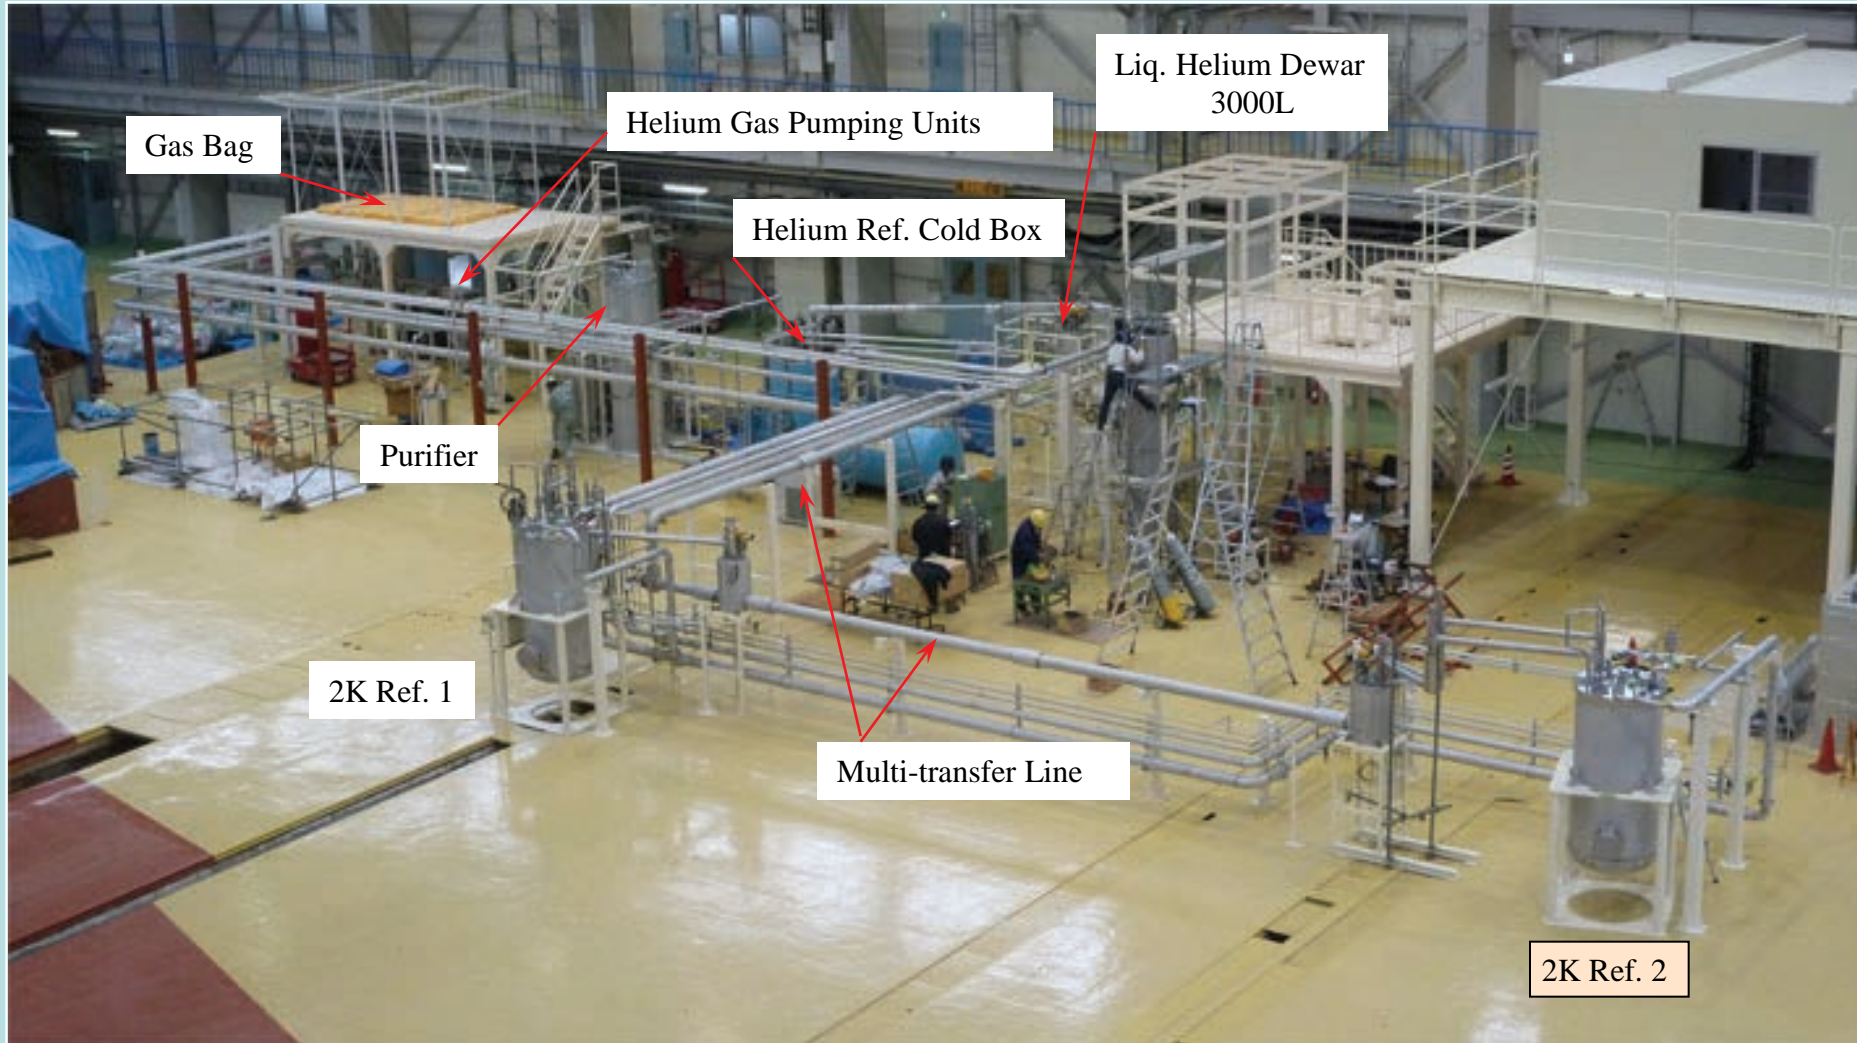 Liq. Helium Dewar
3000L
Helium Gas Pumping Units
Gas Bag
Helium Ref. Cold Box
Purifier
2K Ref. 1
Multi-transfer Line
2K Ref. 2